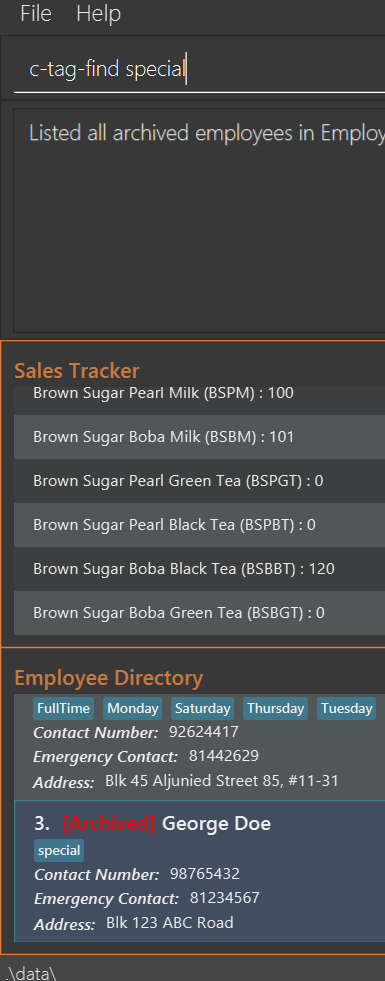 File Help
c-tag-find special
Listed all archived employees in Employ
Sales Tracker
Brown Sugar Pearl Milk (BSPM) : 100
Brown Sugar Boba Milk (BSBM) : 101
Brown Sugar Pearl Green Tea (BSPGT) : 0
Brown Sugar Pearl Black Tea (BSPBT) : 0
Brown Sugar Boba Black Tea (BSBBT) : 120
Brown Sugar Boba Green Tea (BSBGT) : 0
Employee Directory
FullTime Monday Saturday Thursday Tuesday
Contact Number: 92624417
Emergency Contact: 81442629
Address: Blk 45 Aljunied Street 85, #11-31
3. [Archived] George Doe
special
Contact Number: 98765432
Emergency Contact: 81234567
Address: Blk 123 ABC Road
.\data\